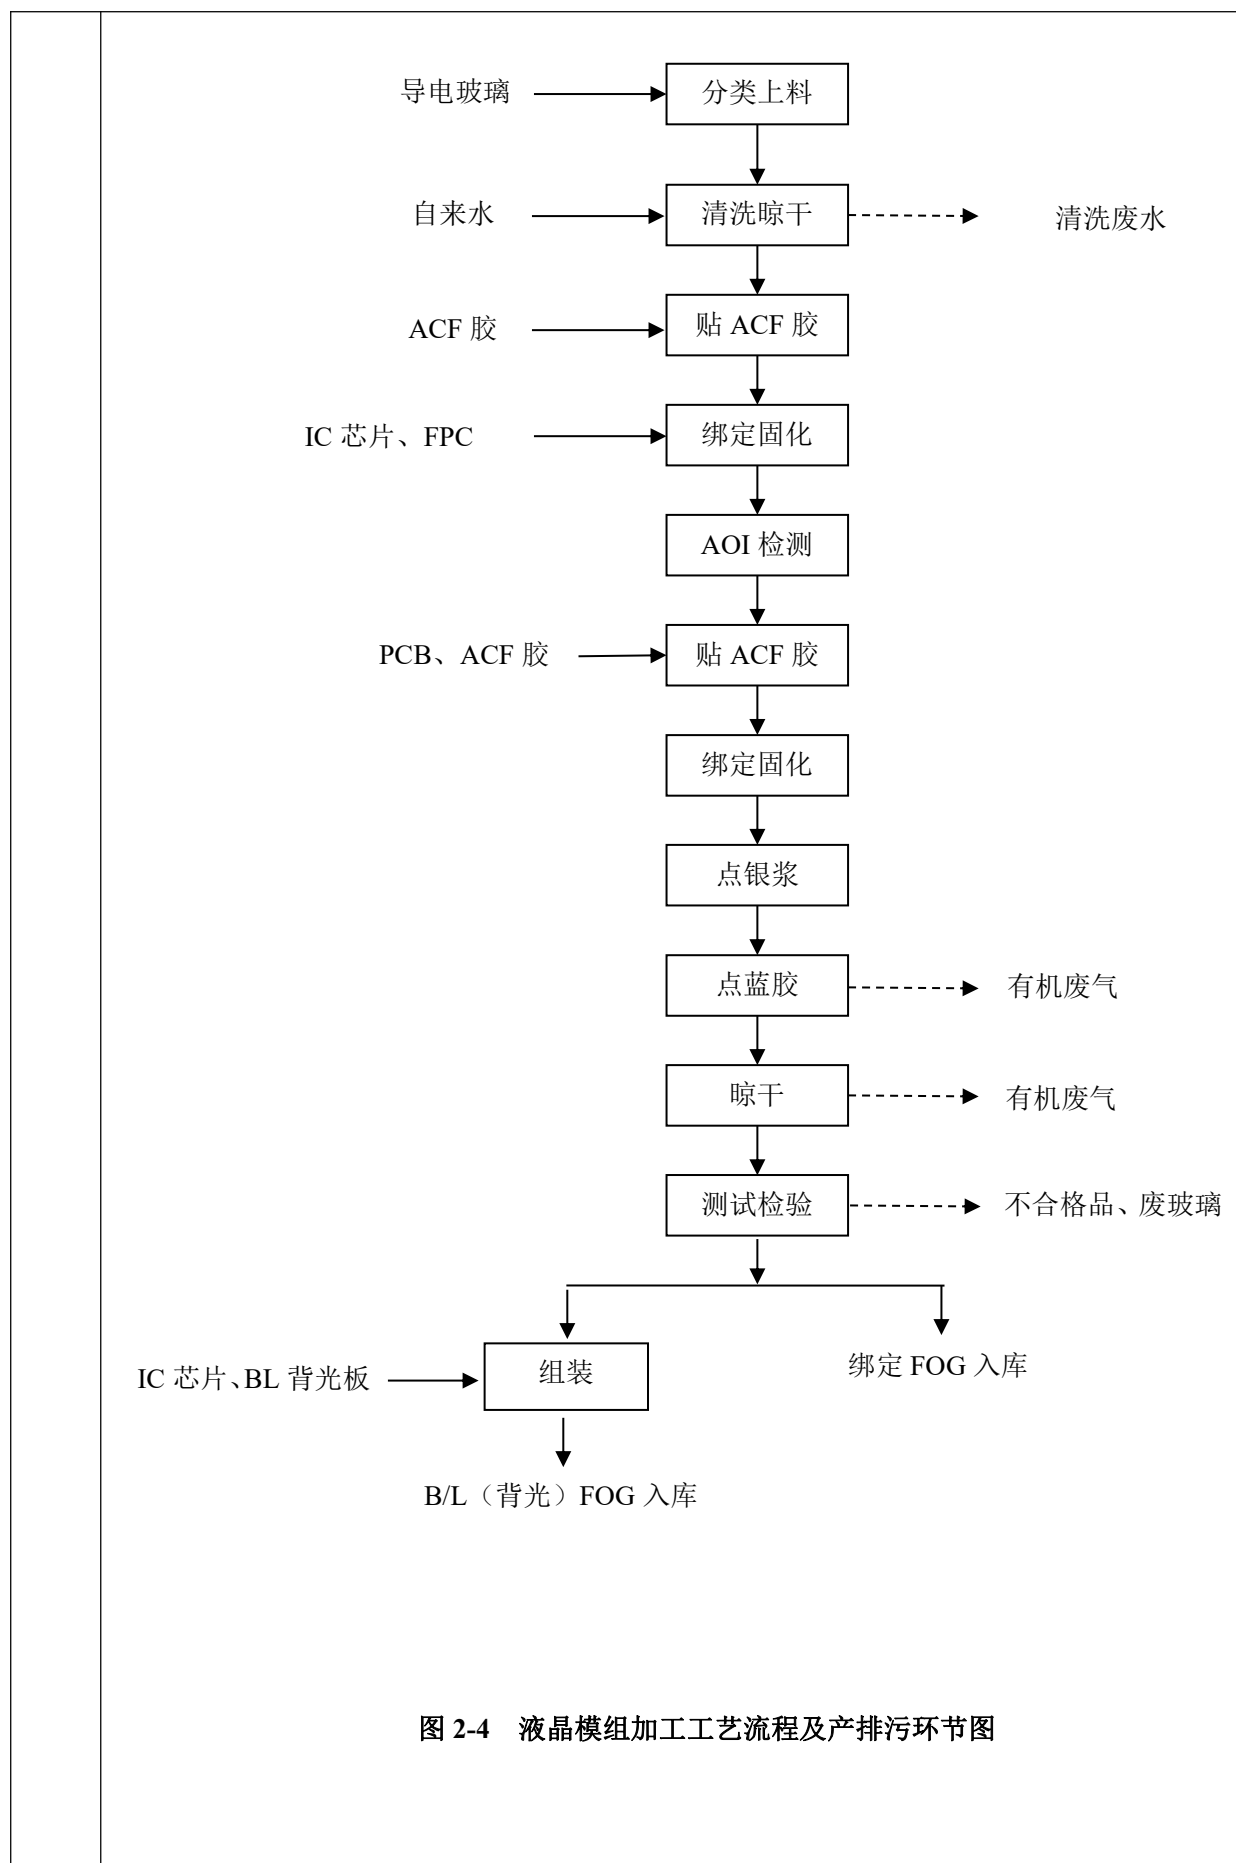 导电玻璃 分类上料
自来水 清洗晾干 清洗废水
ACF 胶 贴 ACF 胶
IC 芯片、FPC 绑定固化
AOI 检测
PCB、ACF 胶 贴 ACF 胶
绑定固化
点银浆
点蓝胶 有机废气
晾干 有机废气
测试检验 不合格品、废玻璃
IC 芯片、BL 背光板 组装 绑定 FOG 入库
B/L（背光）FOG 入库
图 2-4 液晶模组加工工艺流程及产排污环节图